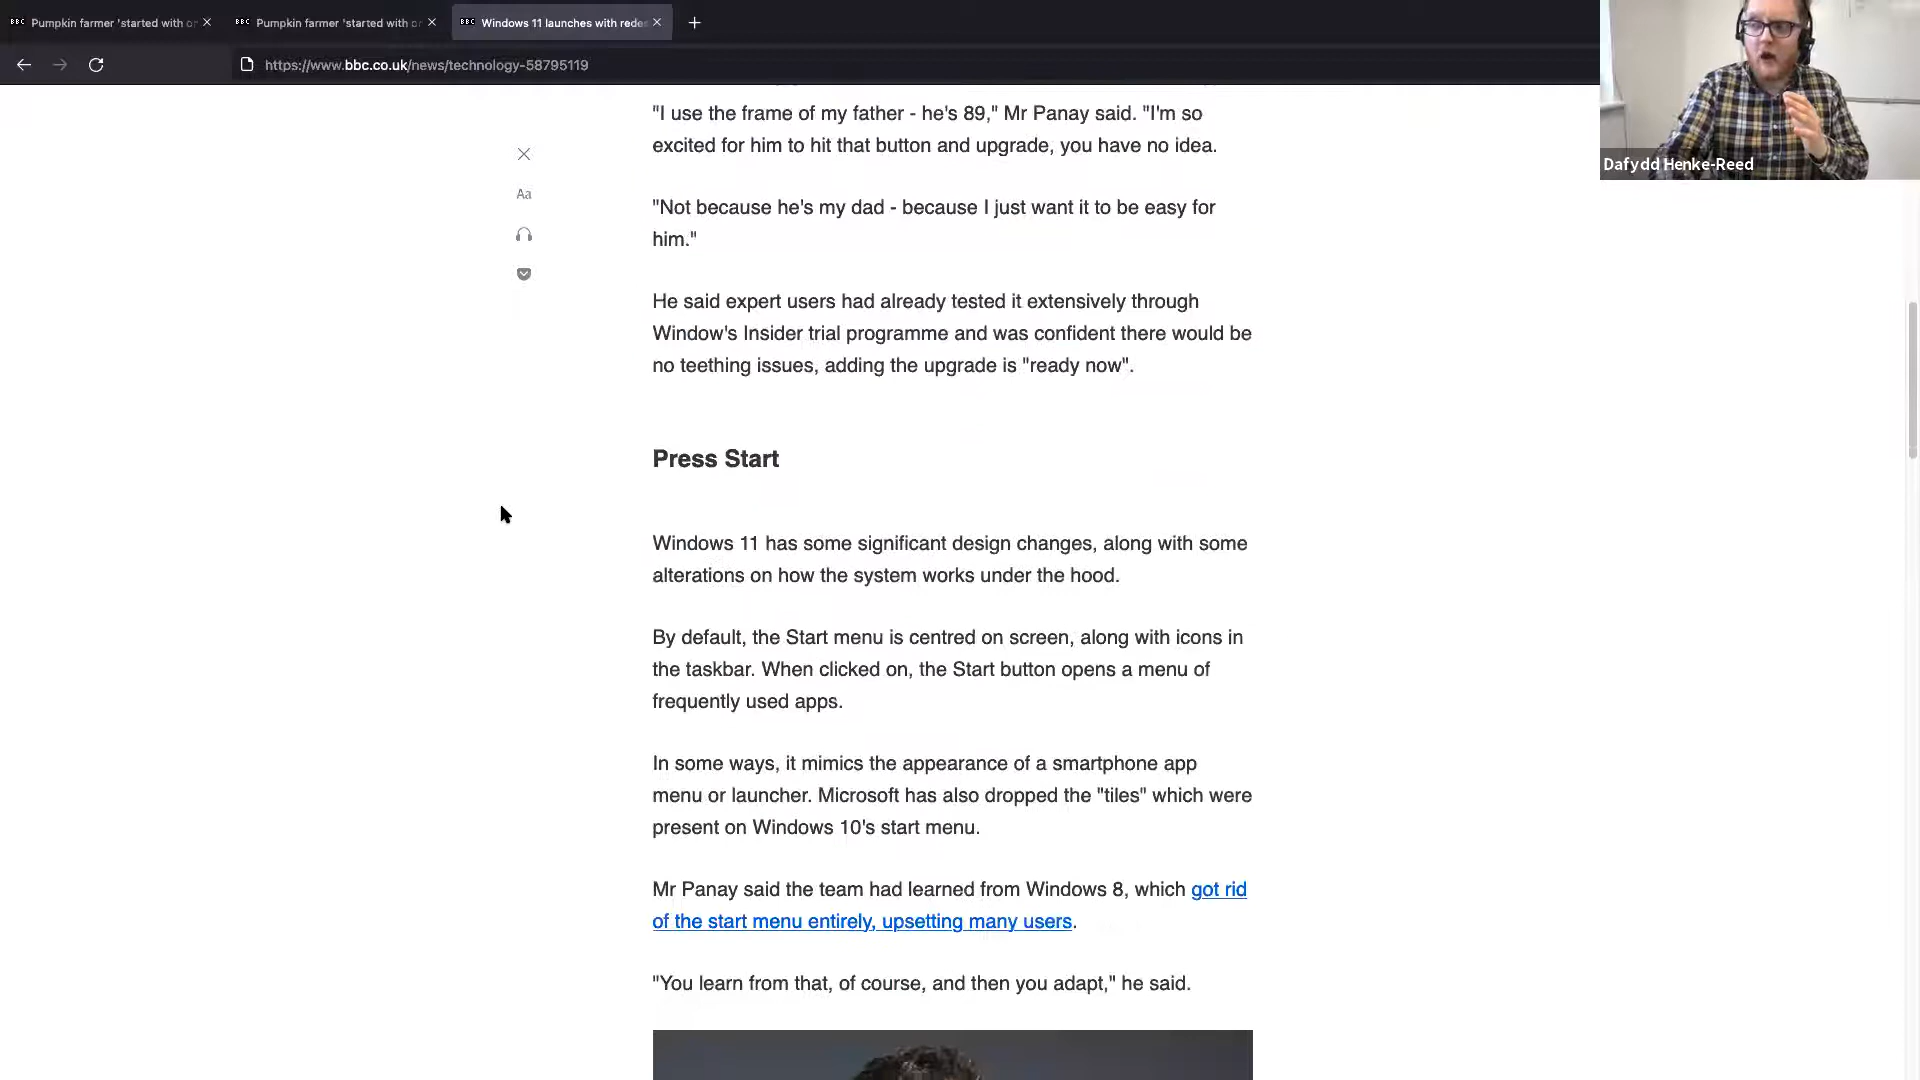 BBC Pumpkin farmer 'started with or
BBC Pumpkin farmer 'started with or
BBC Windows 11 launches with rede
https://www.bbc.co.uk/news/technology-58795119
Dafydd Henke-Reed
Aa
"I use the frame of my father - he's 89," Mr Panay said. "I'm so
excited for him to hit that button and upgrade, you have no idea.
"Not because he's my dad - because I just want it to be easy for
him."
He said expert users had already tested it extensively through
Window's Insider trial programme and was confident there would be
no teething issues, adding the upgrade is "ready now".
Press Start
Windows 11 has some significant design changes, along with some
alterations on how the system works under the hood.
By default, the Start menu is centred on screen, along with icons in
the taskbar. When clicked on, the Start button opens a menu of
frequently used apps.
In some ways, it mimics the appearance of a smartphone app
menu or launcher. Microsoft has also dropped the "tiles" which were
present on Windows 10's start menu.
Mr Panay said the team had learned from Windows 8, which got rid
of the start menu entirely, upsetting many users.
"You learn from that, of course, and then you adapt," he said.